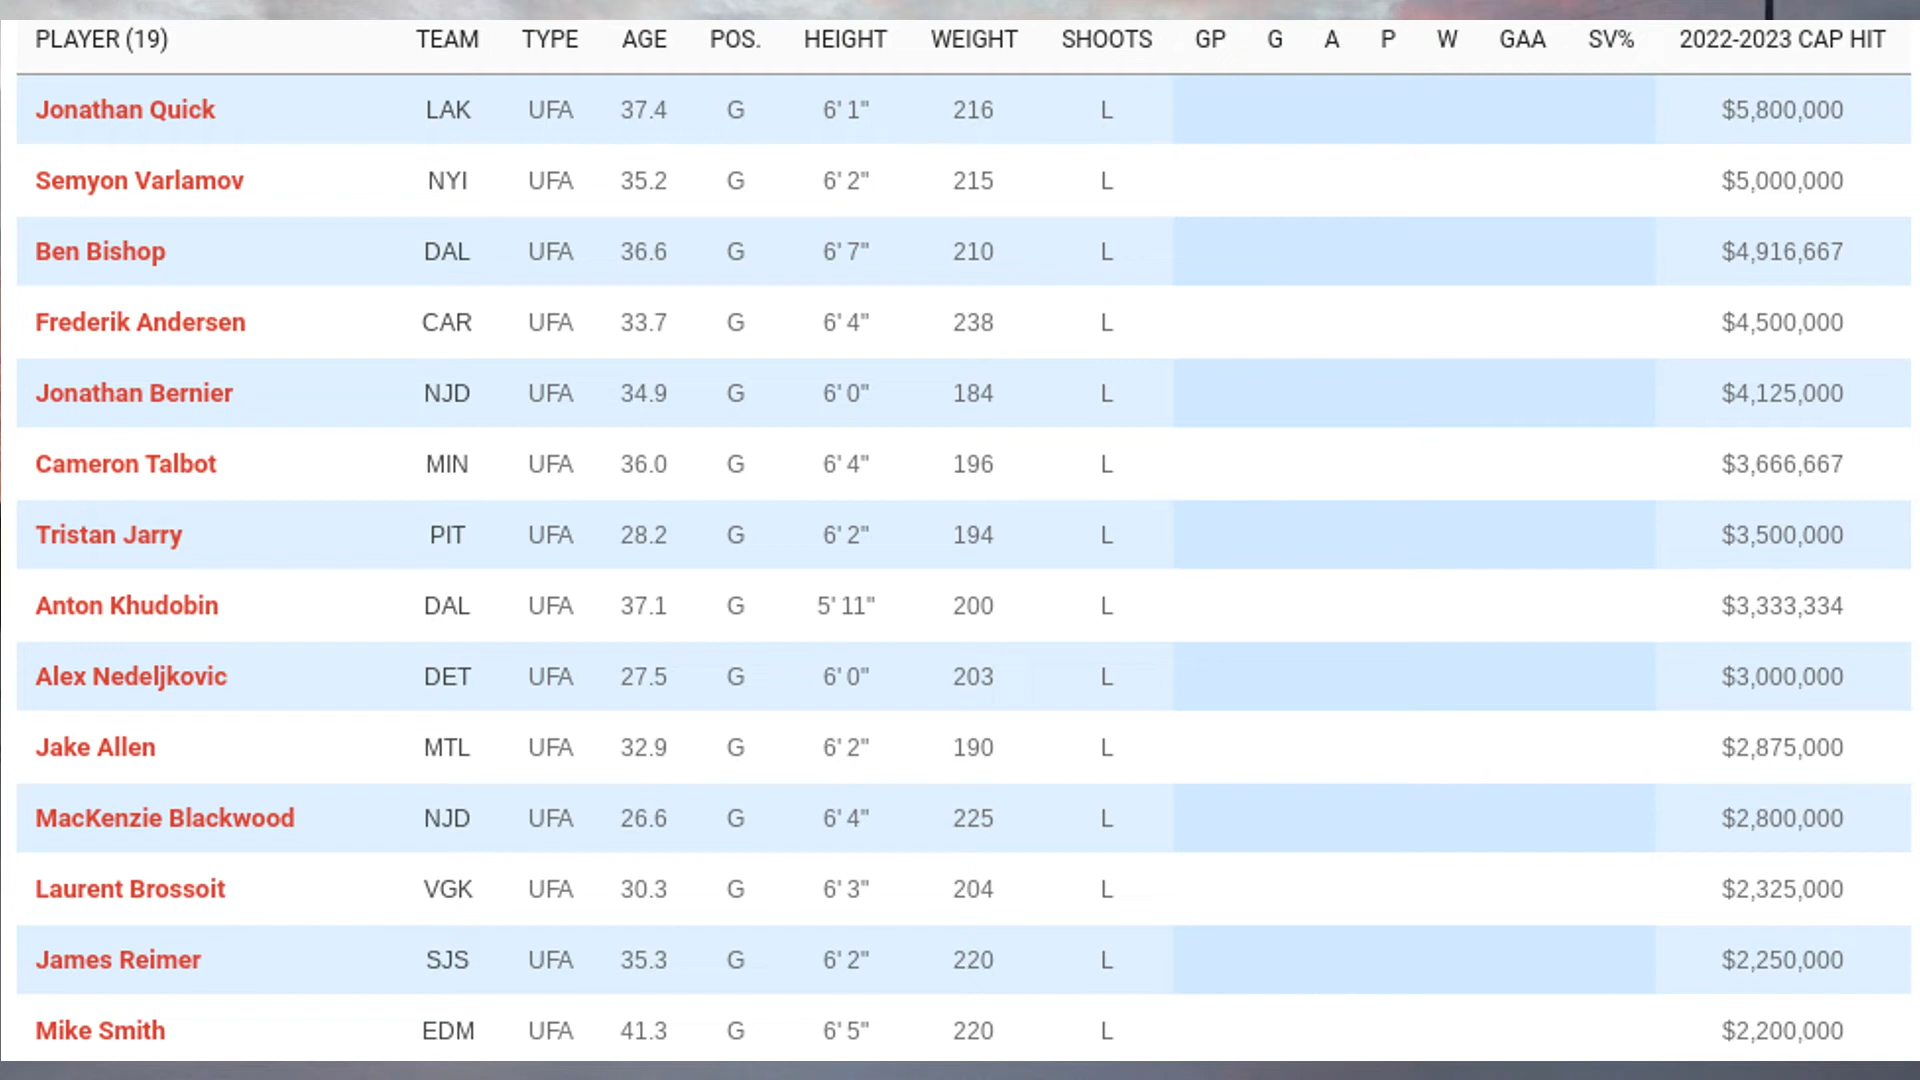 PLAYER (19) TEAM TYPE AGE POS. HEIGHT WEIGHT SHOOTS GP G A P W GAA SV% 2022-2023 CAP HIT
Jonathan Quick LAK UFA 37.4 G 6' 1" 216 L $5,800,000
Semyon Varlamov NYI UFA 35.2 G 6' 2" 215 L $5,000,000
Ben Bishop DAL UFA 36.6 G 6' 7" 210 L $4,916,667
Frederik Andersen CAR UFA 33.7 G 6' 4" 238 L $4,500,000
Jonathan Bernier NJD UFA 34.9 G 6' 0" 184 L $4,125,000
Cameron Talbot MIN UFA 36.0 G 6' 4" 196 L $3,666,667
Tristan Jarry PIT UFA 28.2 G 6' 2" 194 L $3,500,000
Anton Khudobin DAL UFA 37.1 G 5' 11" 200 L $3,333,334
Alex Nedeljkovic DET UFA 27.5 G 6' 0" 203 L $3,000,000
Jake Allen MTL UFA 32.9 G 6' 2" 190 L $2,875,000
MacKenzie Blackwood NJD UFA 26.6 G 6' 4" 225 L $2,800,000
Laurent Brossoit VGK UFA 30.3 G 6' 3" 204 L $2,325,000
James Reimer SJS UFA 35.3 G 6' 2" 220 L $2,250,000
Mike Smith EDM UFA 41.3 G 6' 5" 220 L $2,200,000